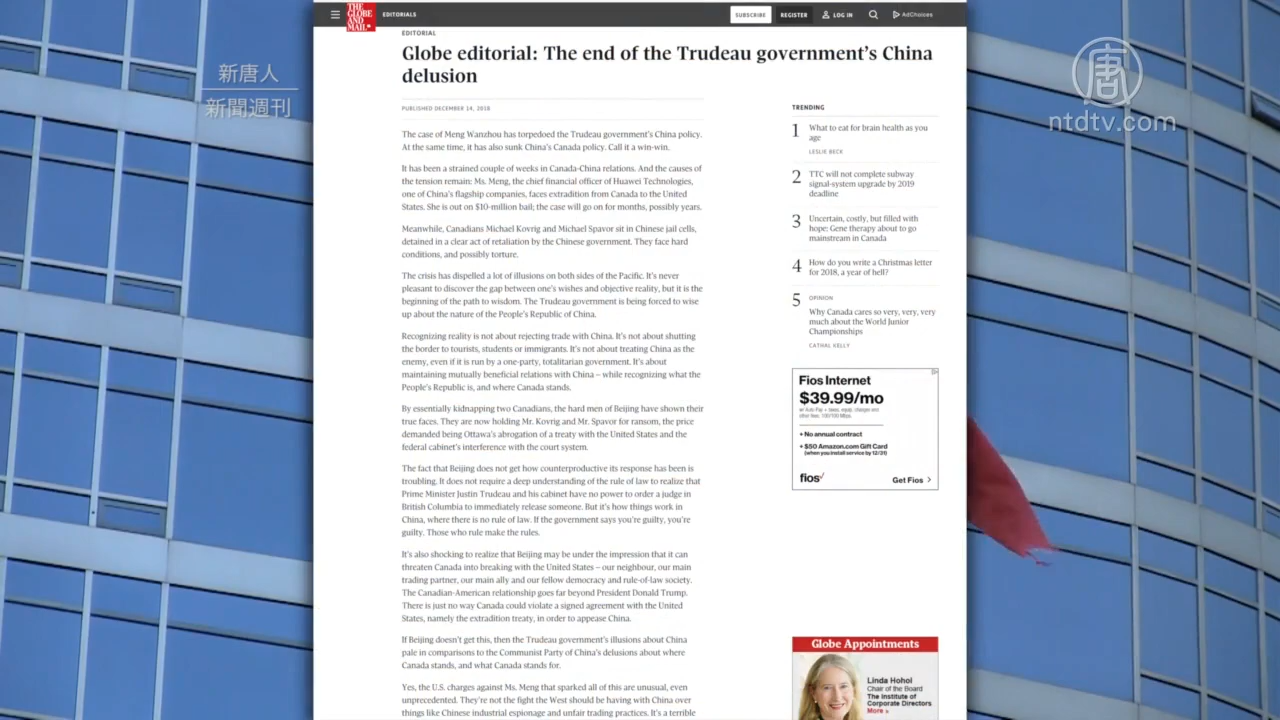 THE
GLOBE
AND
MAIL
EDITORIALS
SUBSCRIBE
REGISTER
LOG IN
AdChoices
新唐人
新聞週刊
唐
ntdtv.com
EDITORIAL
Globe editorial: The end of the Trudeau government's China
delusion
PUBLISHED DECEMBER 14, 2018
The case of Meng Wanzhou has torpedoed the Trudeau government's China policy.
At the same time, it has also sunk China's Canada policy. Call it a win-win.
It has been a strained couple of weeks in Canada-China relations. And the causes of
the tension remain: Ms. Meng, the chief financial officer of Huawei Technologies,
one of China's flagship companies, faces extradition from Canada to the United
States. She is out on $10-million bail; the case will go on for months, possibly years.
Meanwhile, Canadians Michael Kovrig and Michael Spavor sit in Chinese jail cells,
detained in a clear act of retaliation by the Chinese government. They face hard
conditions, and possibly torture.
The crisis has dispelled a lot of illusions on both sides of the Pacific. It's never
pleasant to discover the gap between one's wishes and objective reality, but it is the
beginning of the path to wisdom. The Trudeau government is being forced to wise
up about the nature of the People's Republic of China.
Recognizing reality is not about rejecting trade with China. It's not about shutting
the border to tourists, students or immigrants. It's not about treating China as the
enemy, even if it is run by a one-party, totalitarian government. It's about
maintaining mutually beneficial relations with China – while recognizing what the
People's Republic is, and where Canada stands.
By essentially kidnapping two Canadians, the hard men of Beijing have shown their
true faces. They are now holding Mr. Kovrig and Mr. Spavor for ransom, the price
demanded being Ottawa's abrogation of a treaty with the United States and the
federal cabinet's interference with the court system.
The fact that Beijing does not get how counterproductive its response has been is
troubling. It does not require a deep understanding of the rule of law to realize that
Prime Minister Justin Trudeau and his cabinet have no power to order a judge in
British Columbia to immediately release someone. But it's how things work in
China, where there is no rule of law. If the government says you're guilty, you're
guilty. Those who rule make the rules.
It's also shocking to realize that Beijing may be under the impression that it can
threaten Canada into breaking with the United States – our neighbour, our main
trading partner, our main ally and our fellow democracy and rule-of-law society.
The Canadian-American relationship goes far beyond President Donald Trump.
There is just no way Canada could violate a signed agreement with the United
States, namely the extradition treaty, in order to appease China.
If Beijing doesn't get this, then the Trudeau government's illusions about China
pale in comparisons to the Communist Party of China's delusions about where
Canada stands, and what Canada stands for.
Yes, the U.S. charges against Ms. Meng that sparked all of this are unusual, even
unprecedented. They're not the fight the West should be having with China over
things like Chinese industrial espionage and unfair trading practices. It's a terrible
TRENDING
1 What to eat for brain health as you
age
LESLIE BECK
2 TTC will not complete subway
signal-system upgrade by 2019
deadline
3 Uncertain, costly, but filled with
hope: Gene therapy about to go
mainstream in Canada
4 How do you write a Christmas letter
for 2018, a year of hell?
5 OPINION
Why Canada cares so very, very, very
much about the World Junior
Championships
CATHAL KELLY
Fios Internet
$39.99/mo
w/ Auto Pay + taxes, equip. charges and
other fees. 100/100 Mbps.
• No annual contract
• $50 Amazon.com Gift Card
(when you install service by 12/31)
fios
Get Fios >
Globe Appointments
Linda Hohol
Chair of the Board
The Institute of
Corporate Directors
More >